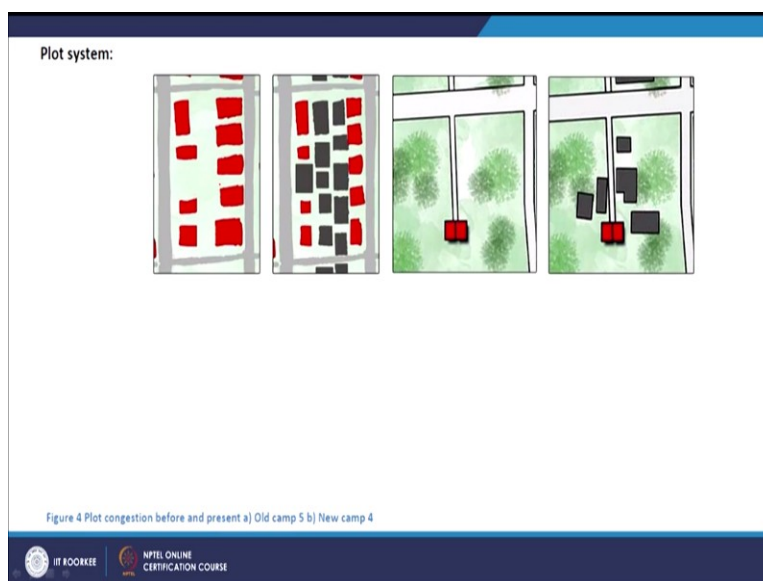 Plot system:
Figure 4 Plot congestion before and present a) Old camp 5 b) New camp 4
IIT ROORKEE
NPTEL ONLINE
CERTIFICATION COURSE